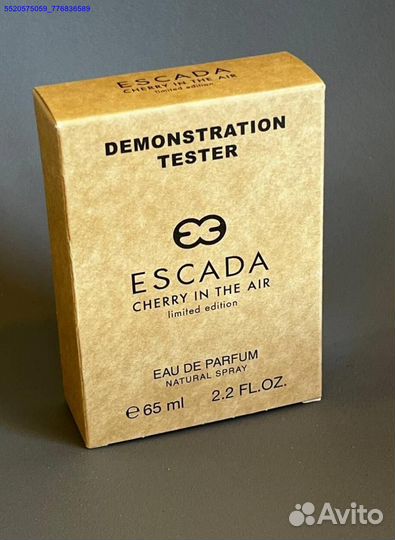 5520575059_776836589
ESCADA
CHERRY IN THE AIR
limited edition
DEMONSTRATION
TESTER
ESCADA
CHERRY IN THE AIR
limited edition
EAU DE PARFUM
NATURAL SPRAY
℮ 65 ml 2.2 FL.OZ.
Avito